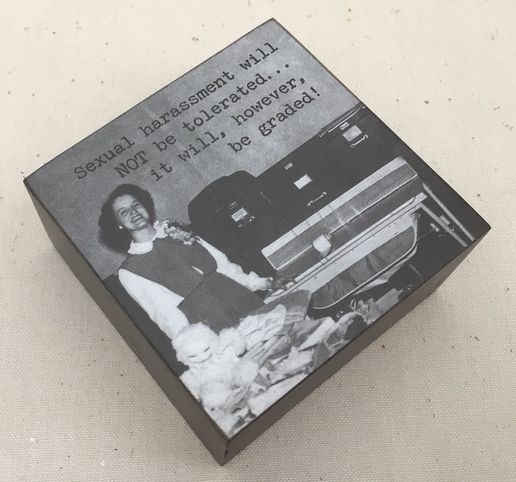 Sexual harassment will
NOT be tolerated...
it will, however,
be graded!